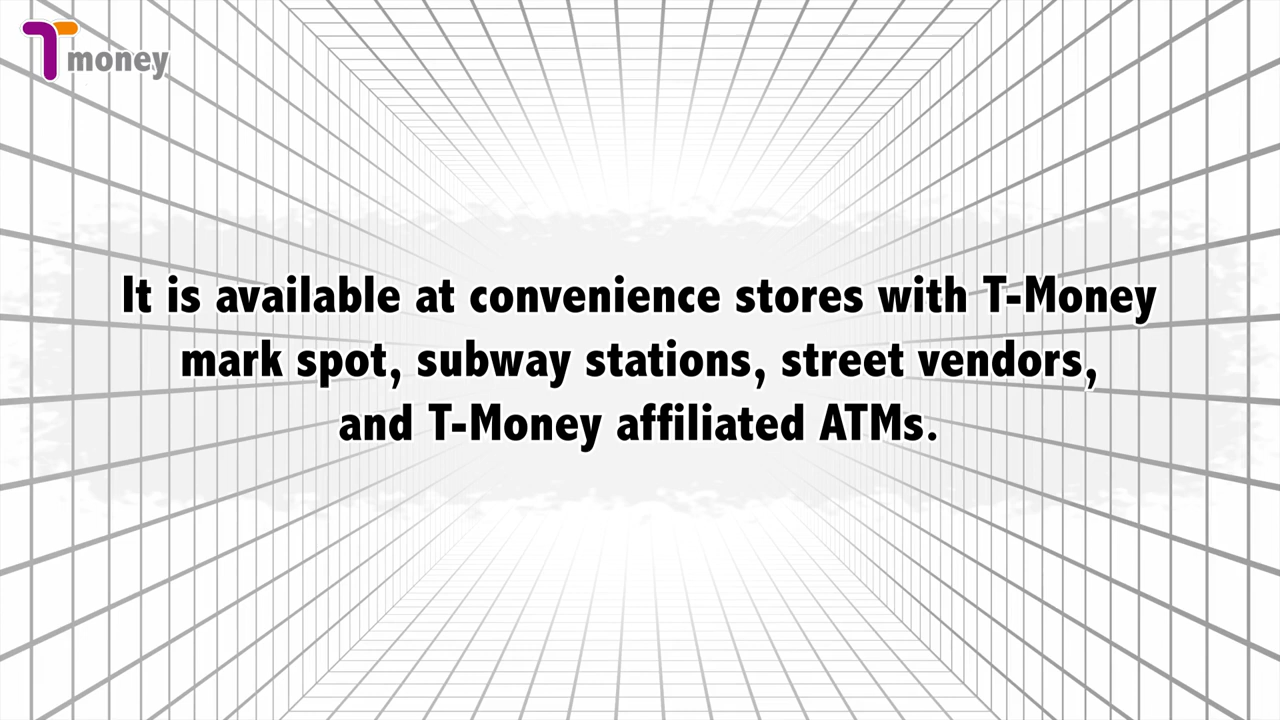 T money
It is available at convenience stores with T-Money
mark spot, subway stations, street vendors,
and T-Money affiliated ATMs.